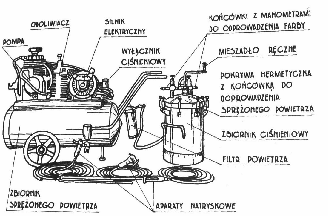 OLIWIACZ
SILNIK
ELEKTRYCZNY
POMPA
WYŁĄCZNIK
CIŚNIENIOWY
KOŃCÓWKI Z MANOMETRAMI
DO ODPROWADZENIA FARBY
MIESZADŁO RĘCZNE
POKRYWA HERMETYCZNA
Z KOŃCÓWKĄ DO
DOPROWADZENIA
SPRĘŻONEGO POWIETRZA
ZBIORNIK CIŚNIENIOWY
FILTR POWIETRZA
ZBIORNIK
SPRĘŻONEGO POWIETRZA
APARATY NATRYSKOWE